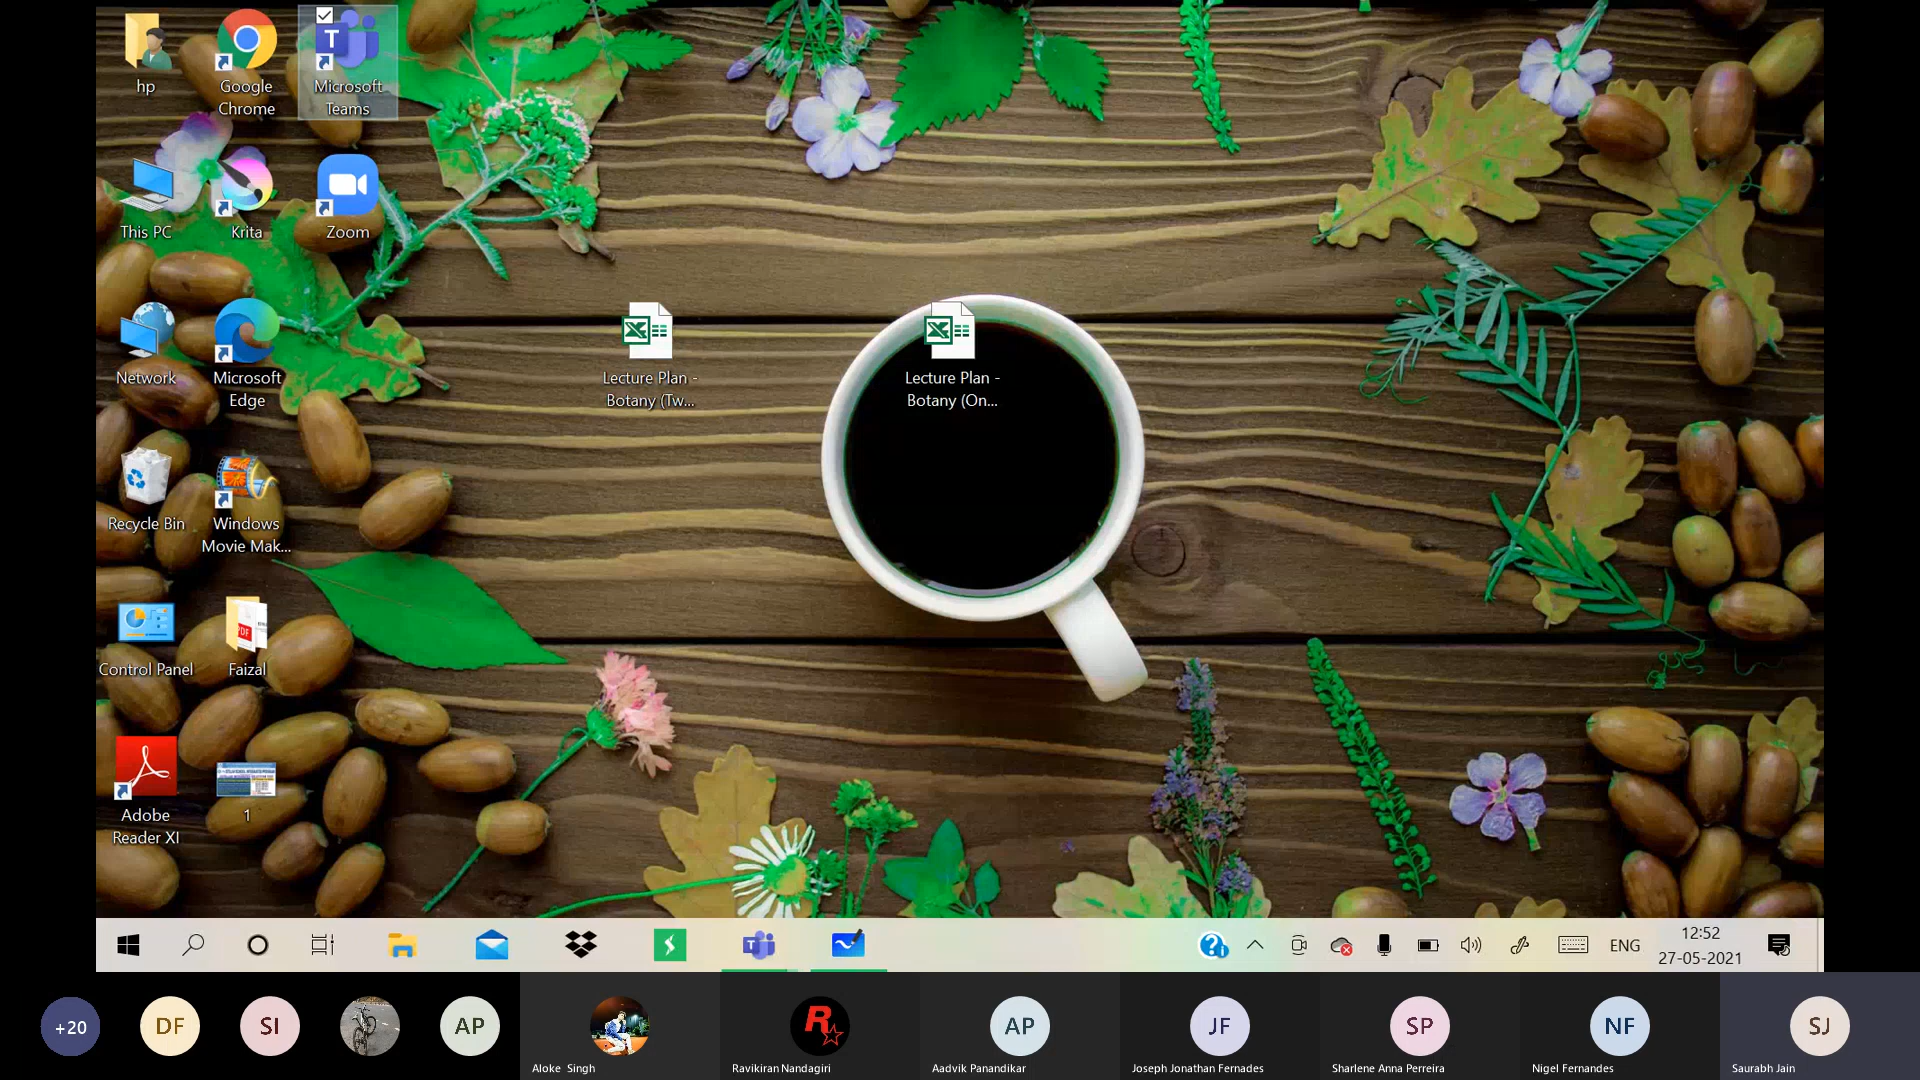 hp
Google
Chrome
Microsoft
Teams
This PC
Krita
Zoom
Network
Microsoft
Edge
Lecture Plan -
Botany (Tw...
Lecture Plan -
Botany (On...
Recycle Bin
Windows
Movie Mak...
Control Panel
Faizal
Adobe
Reader XI
1
ENG
12:52
27-05-2021
+20
DF
SI
AP
Aloke Singh
Ravikiran Nandagiri
AP
Aadvik Panandikar
JF
Joseph Jonathan Fernades
SP
Sharlene Anna Perreira
NF
Nigel Fernandes
SJ
Saurabh Jain